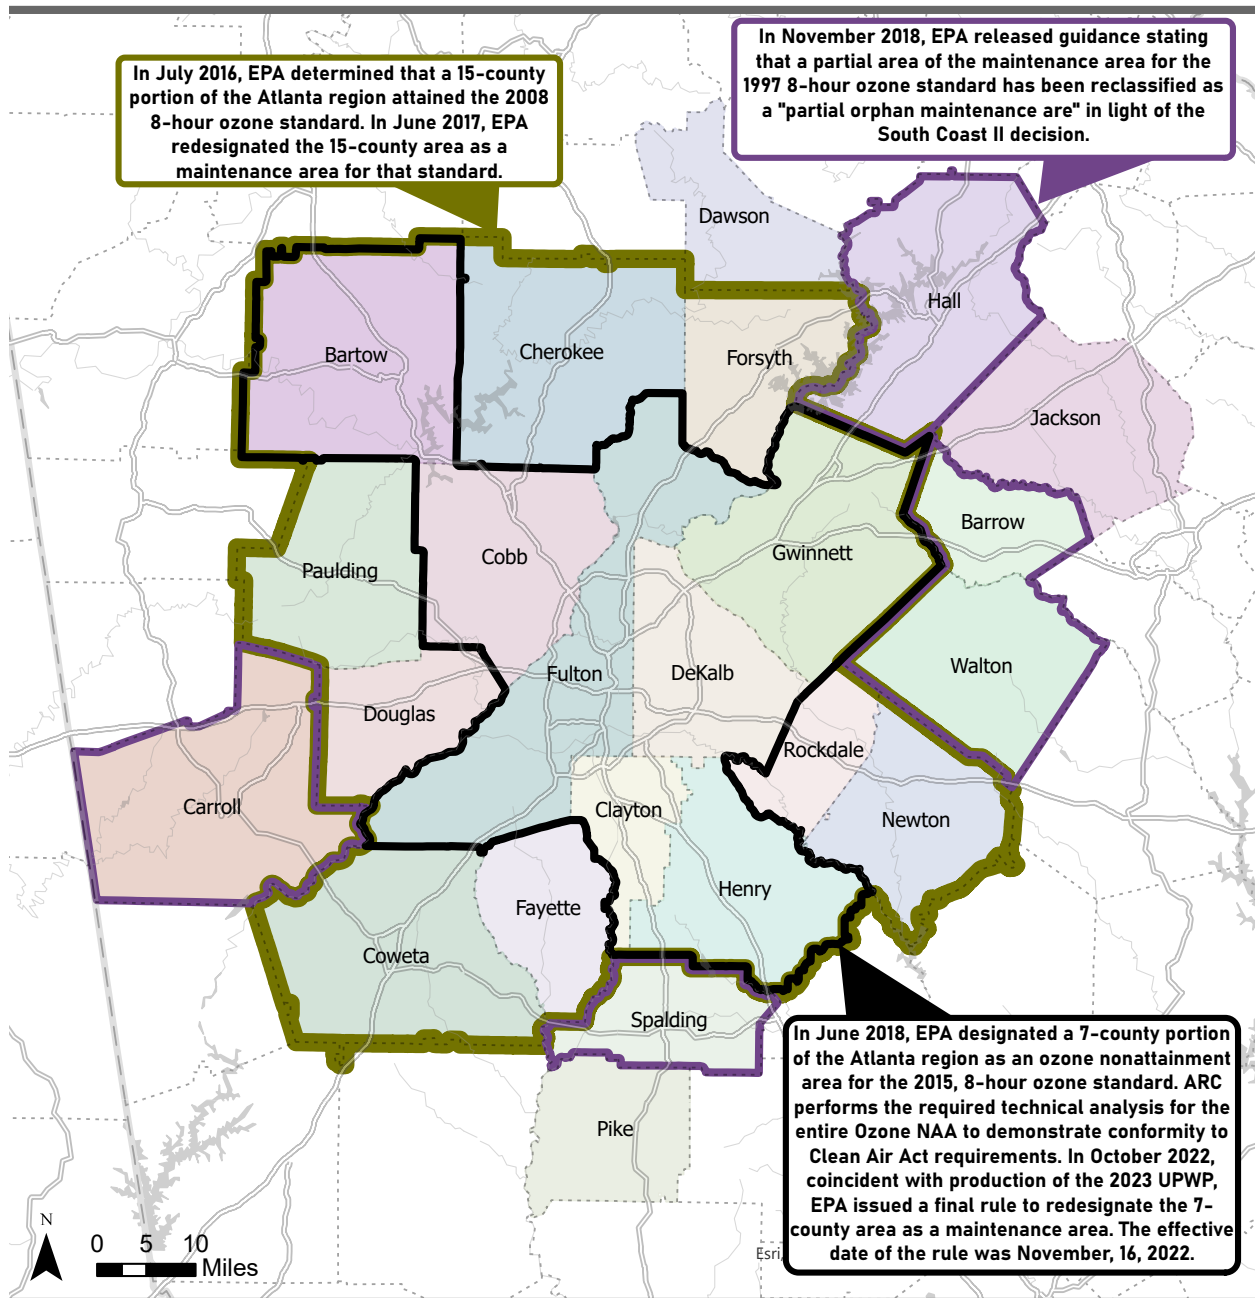 In July 2016, EPA determined that a 15-county
portion of the Atlanta region attained the 2008
8-hour ozone standard. In June 2017, EPA
redesignated the 15-county area as a
maintenance area for that standard.
In November 2018, EPA released guidance stating
that a partial area of the maintenance area for the
1997 8-hour ozone standard has been reclassified as
a "partial orphan maintenance are" in light of the
South Coast II decision.
Dawson
Hall
Bartow
Cherokee
Forsyth
Jackson
Barrow
Paulding
Cobb
Gwinnett
Walton
Fulton
DeKalb
Douglas
Rockdale
Carroll
Clayton
Newton
Henry
Fayette
Coweta
Spalding
Pike
In June 2018, EPA designated a 7-county portion
of the Atlanta region as an ozone nonattainment
area for the 2015, 8-hour ozone standard. ARC
performs the required technical analysis for the
entire Ozone NAA to demonstrate conformity to
Clean Air Act requirements. In October 2022,
coincident with production of the 2023 UPWP,
EPA issued a final rule to redesignate the 7-
county area as a maintenance area. The effective
date of the rule was November, 16, 2022.
N
0 5 10
Miles
Esri,